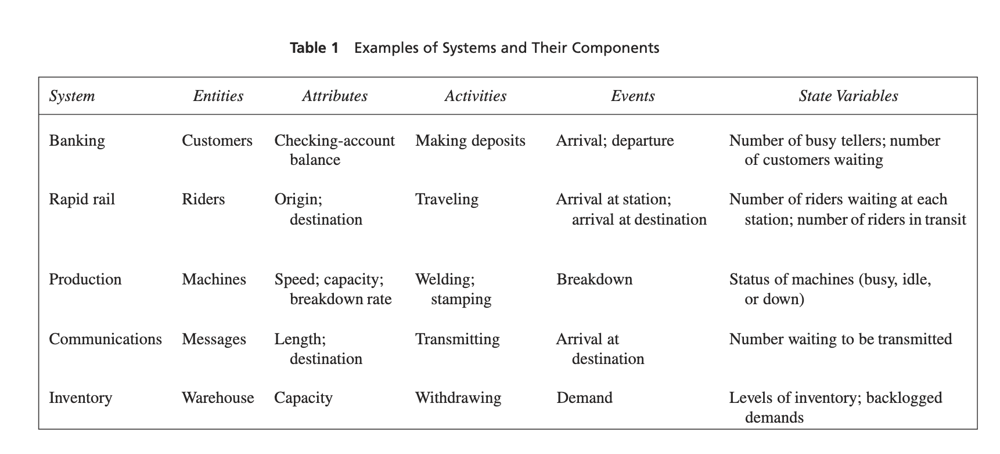 Table 1 Examples of Systems and Their Components
System Entities Attributes Activities Events State Variables
Banking Customers Checking-account Making deposits Arrival; departure Number of busy tellers; number
balance of customers waiting
Rapid rail Riders Origin; Traveling Arrival at station; Number of riders waiting at each
destination arrival at destination station; number of riders in transit
Production Machines Speed; capacity; Welding; Breakdown Status of machines (busy, idle,
breakdown rate stamping or down)
Communications Messages Length; Transmitting Arrival at Number waiting to be transmitted
destination destination
Inventory Warehouse Capacity Withdrawing Demand Levels of inventory; backlogged
demands